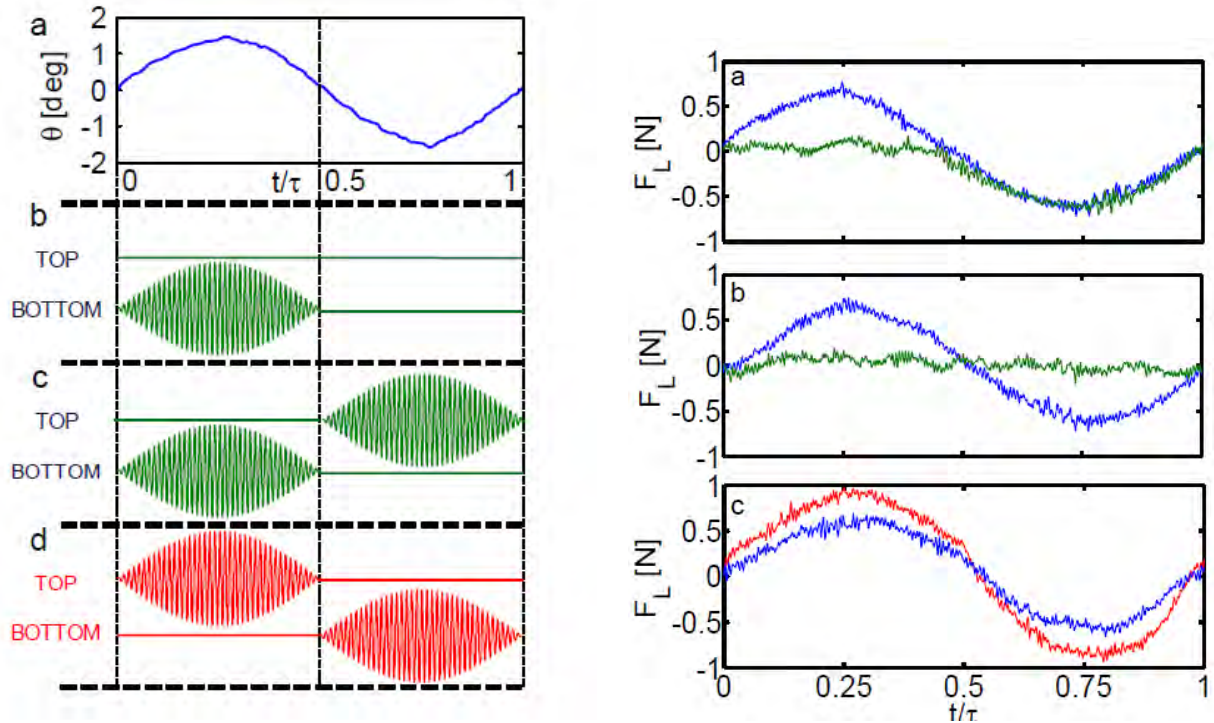 a
2
1
0
-1
-2
θ [deg]
0
t/τ
0.5
1
b
TOP
BOTTOM
c
TOP
BOTTOM
d
TOP
BOTTOM
a
1
0.5
0
-0.5
-1
F_L [N]
b
1
0.5
0
-0.5
-1
F_L [N]
c
1
0.5
0
-0.5
-1
F_L [N]
0
0.25
0.5
0.75
1
t/τ